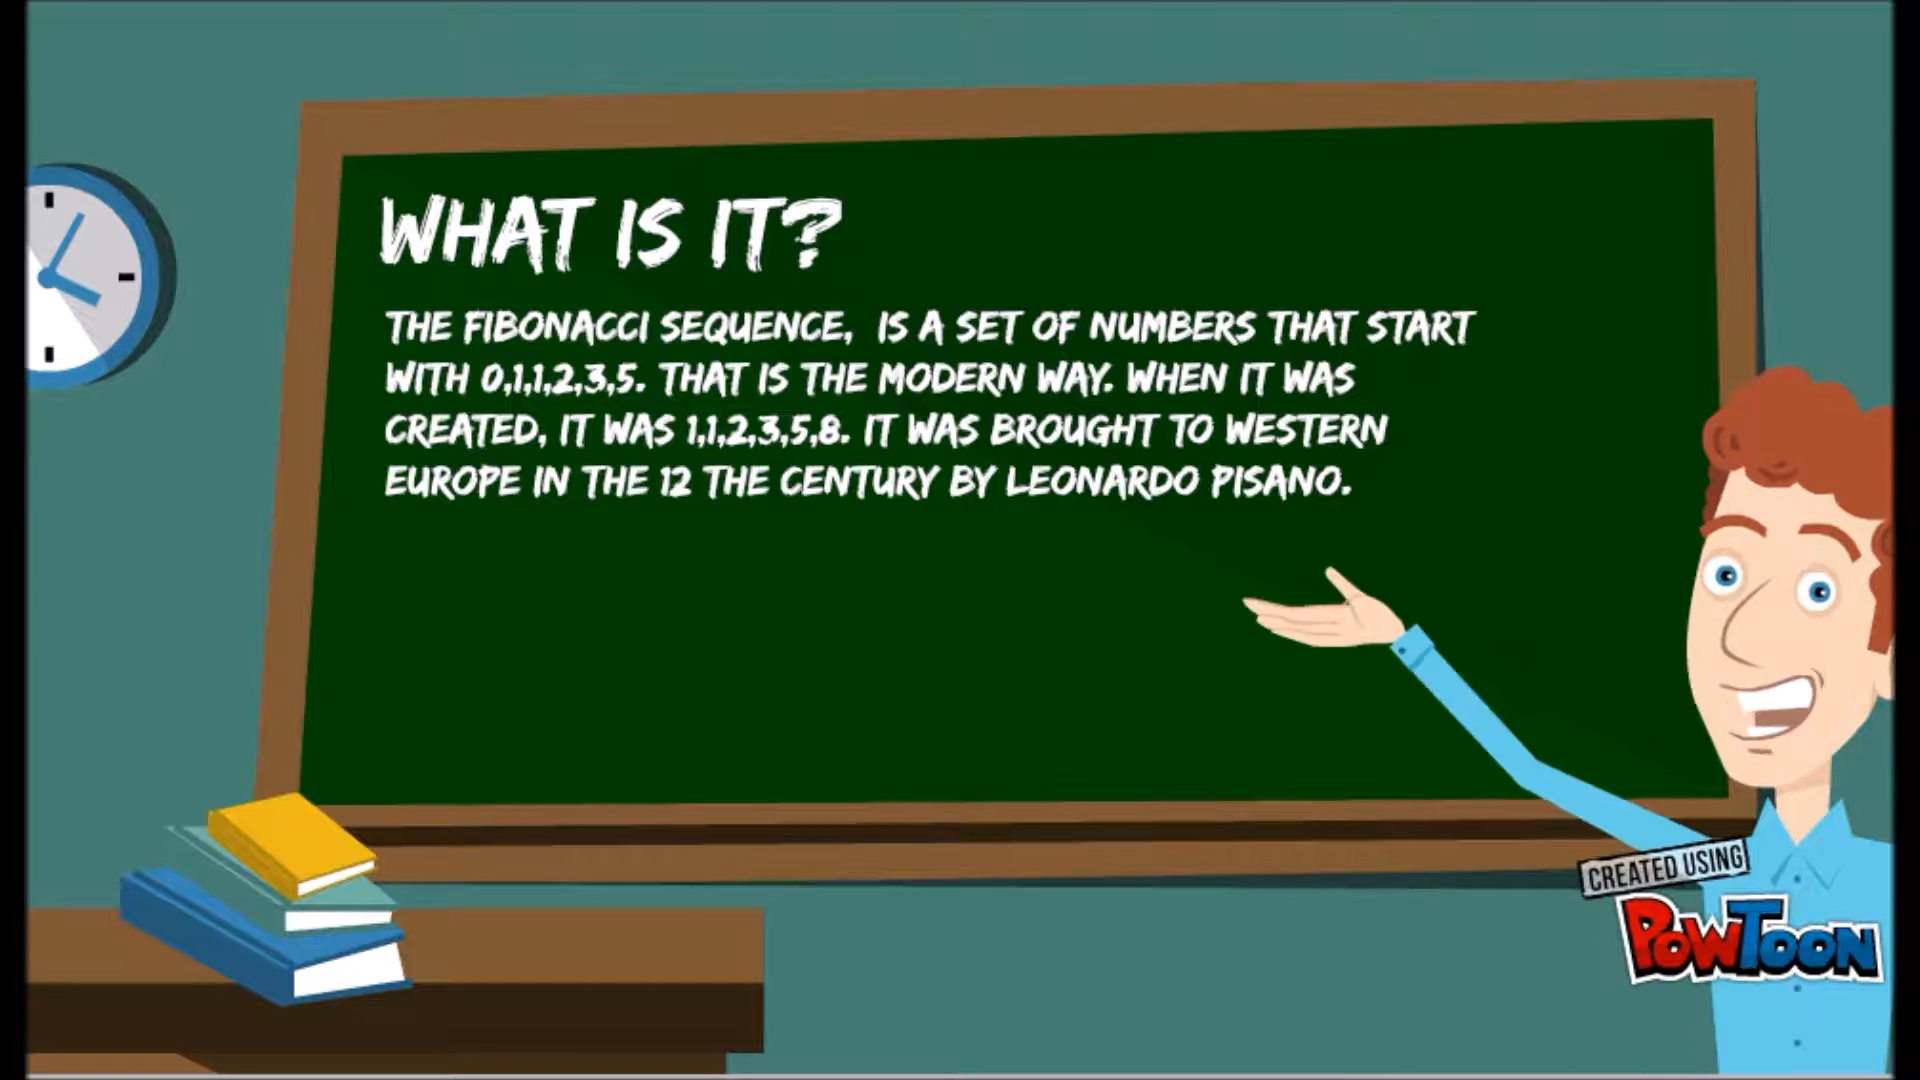 WHAT IS IT?
THE FIBONACCI SEQUENCE, IS A SET OF NUMBERS THAT START
WITH 0,1,1,2,3,5. THAT IS THE MODERN WAY. WHEN IT WAS
CREATED, IT WAS 1,1,2,3,5,8. IT WAS BROUGHT TO WESTERN
EUROPE IN THE 12 THE CENTURY BY LEONARDO PISANO.
CREATED USING
POWTOON